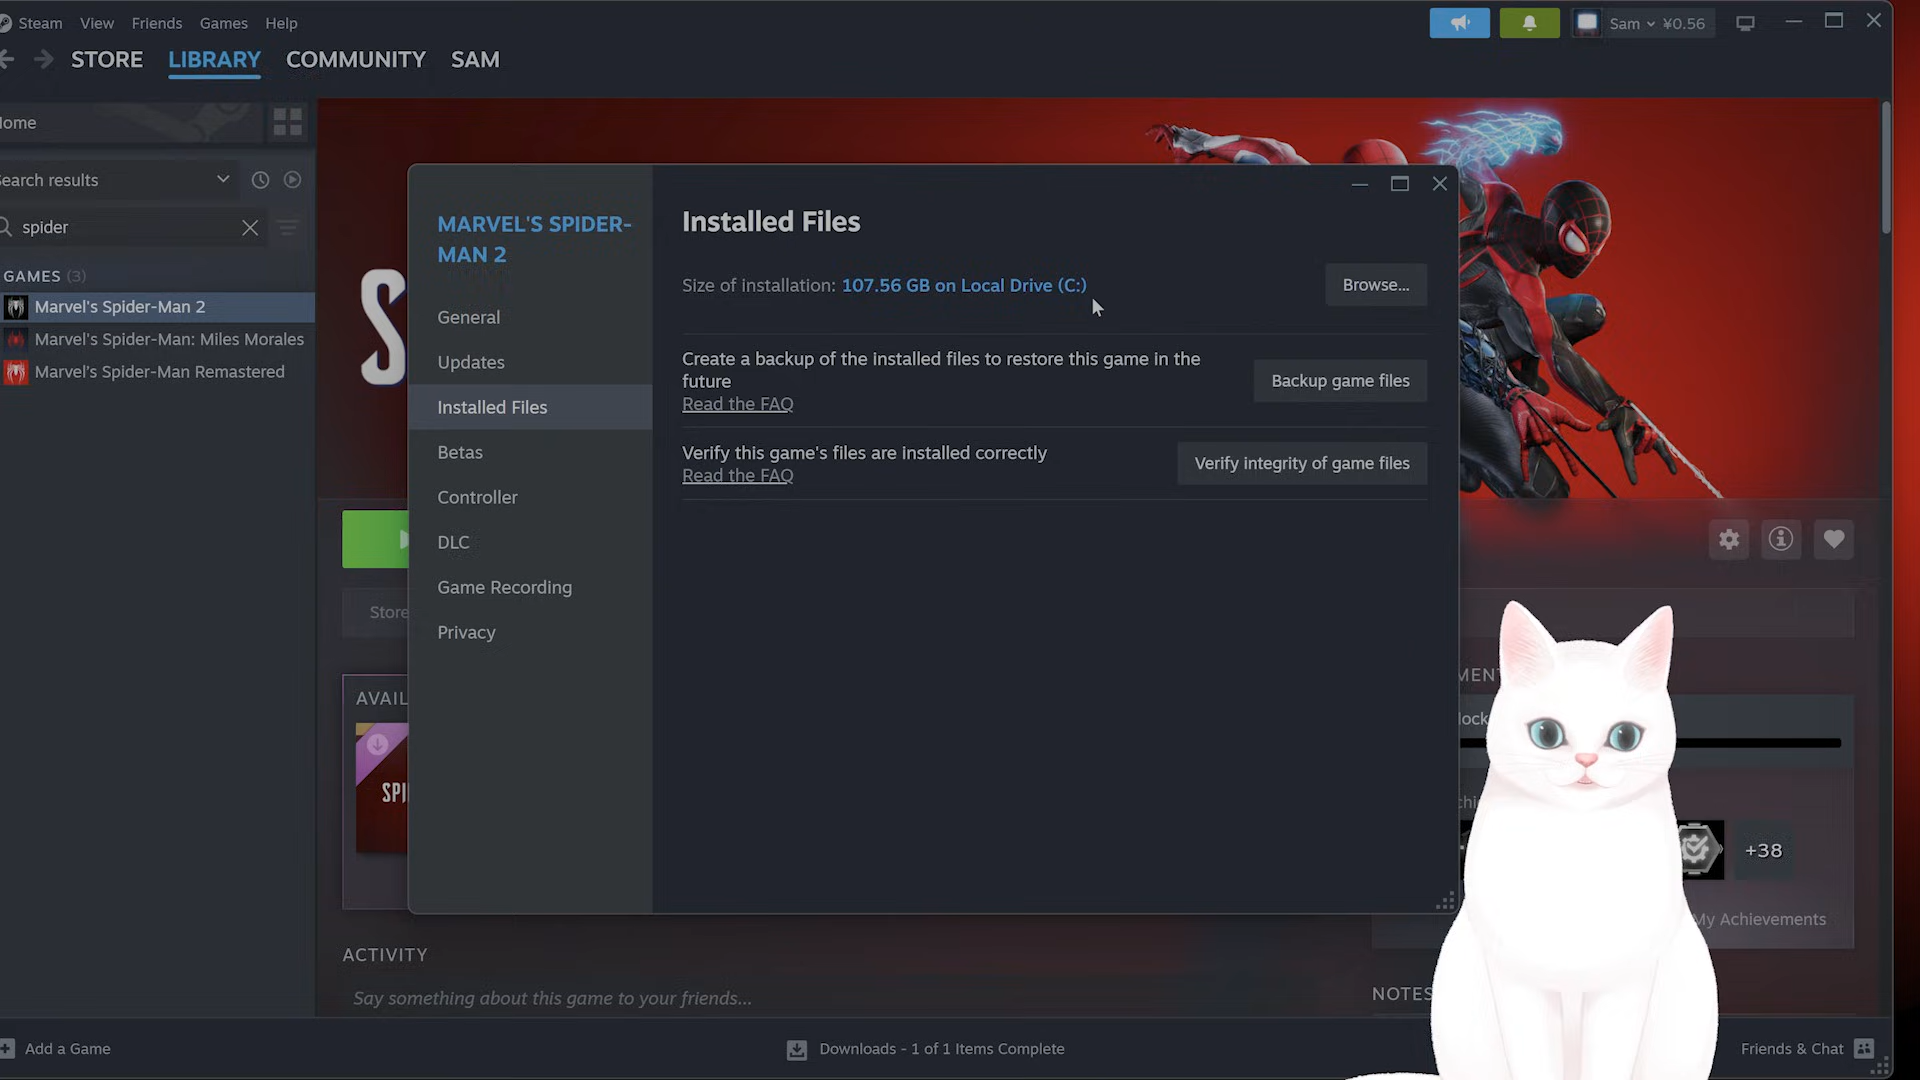 Steam View Friends Games Help
Sam ¥0.56
STORE LIBRARY COMMUNITY SAM
ome
earch results
spider
GAMES (3)
Marvel's Spider-Man 2
Marvel's Spider-Man: Miles Morales
Marvel's Spider-Man Remastered
MARVEL'S SPIDER-
MAN 2
General
Updates
Installed Files
Betas
Controller
DLC
Game Recording
Privacy
Installed Files
Size of installation: 107.56 GB on Local Drive (C:)
Browse...
Create a backup of the installed files to restore this game in the
future
Read the FAQ
Backup game files
Verify this game's files are installed correctly
Read the FAQ
Verify integrity of game files
S
Store
AVAIL
SPI
MENT
lock
chi
+38
My Achievements
ACTIVITY
Say something about this game to your friends...
NOTES
Add a Game
Downloads - 1 of 1 Items Complete
Friends & Chat